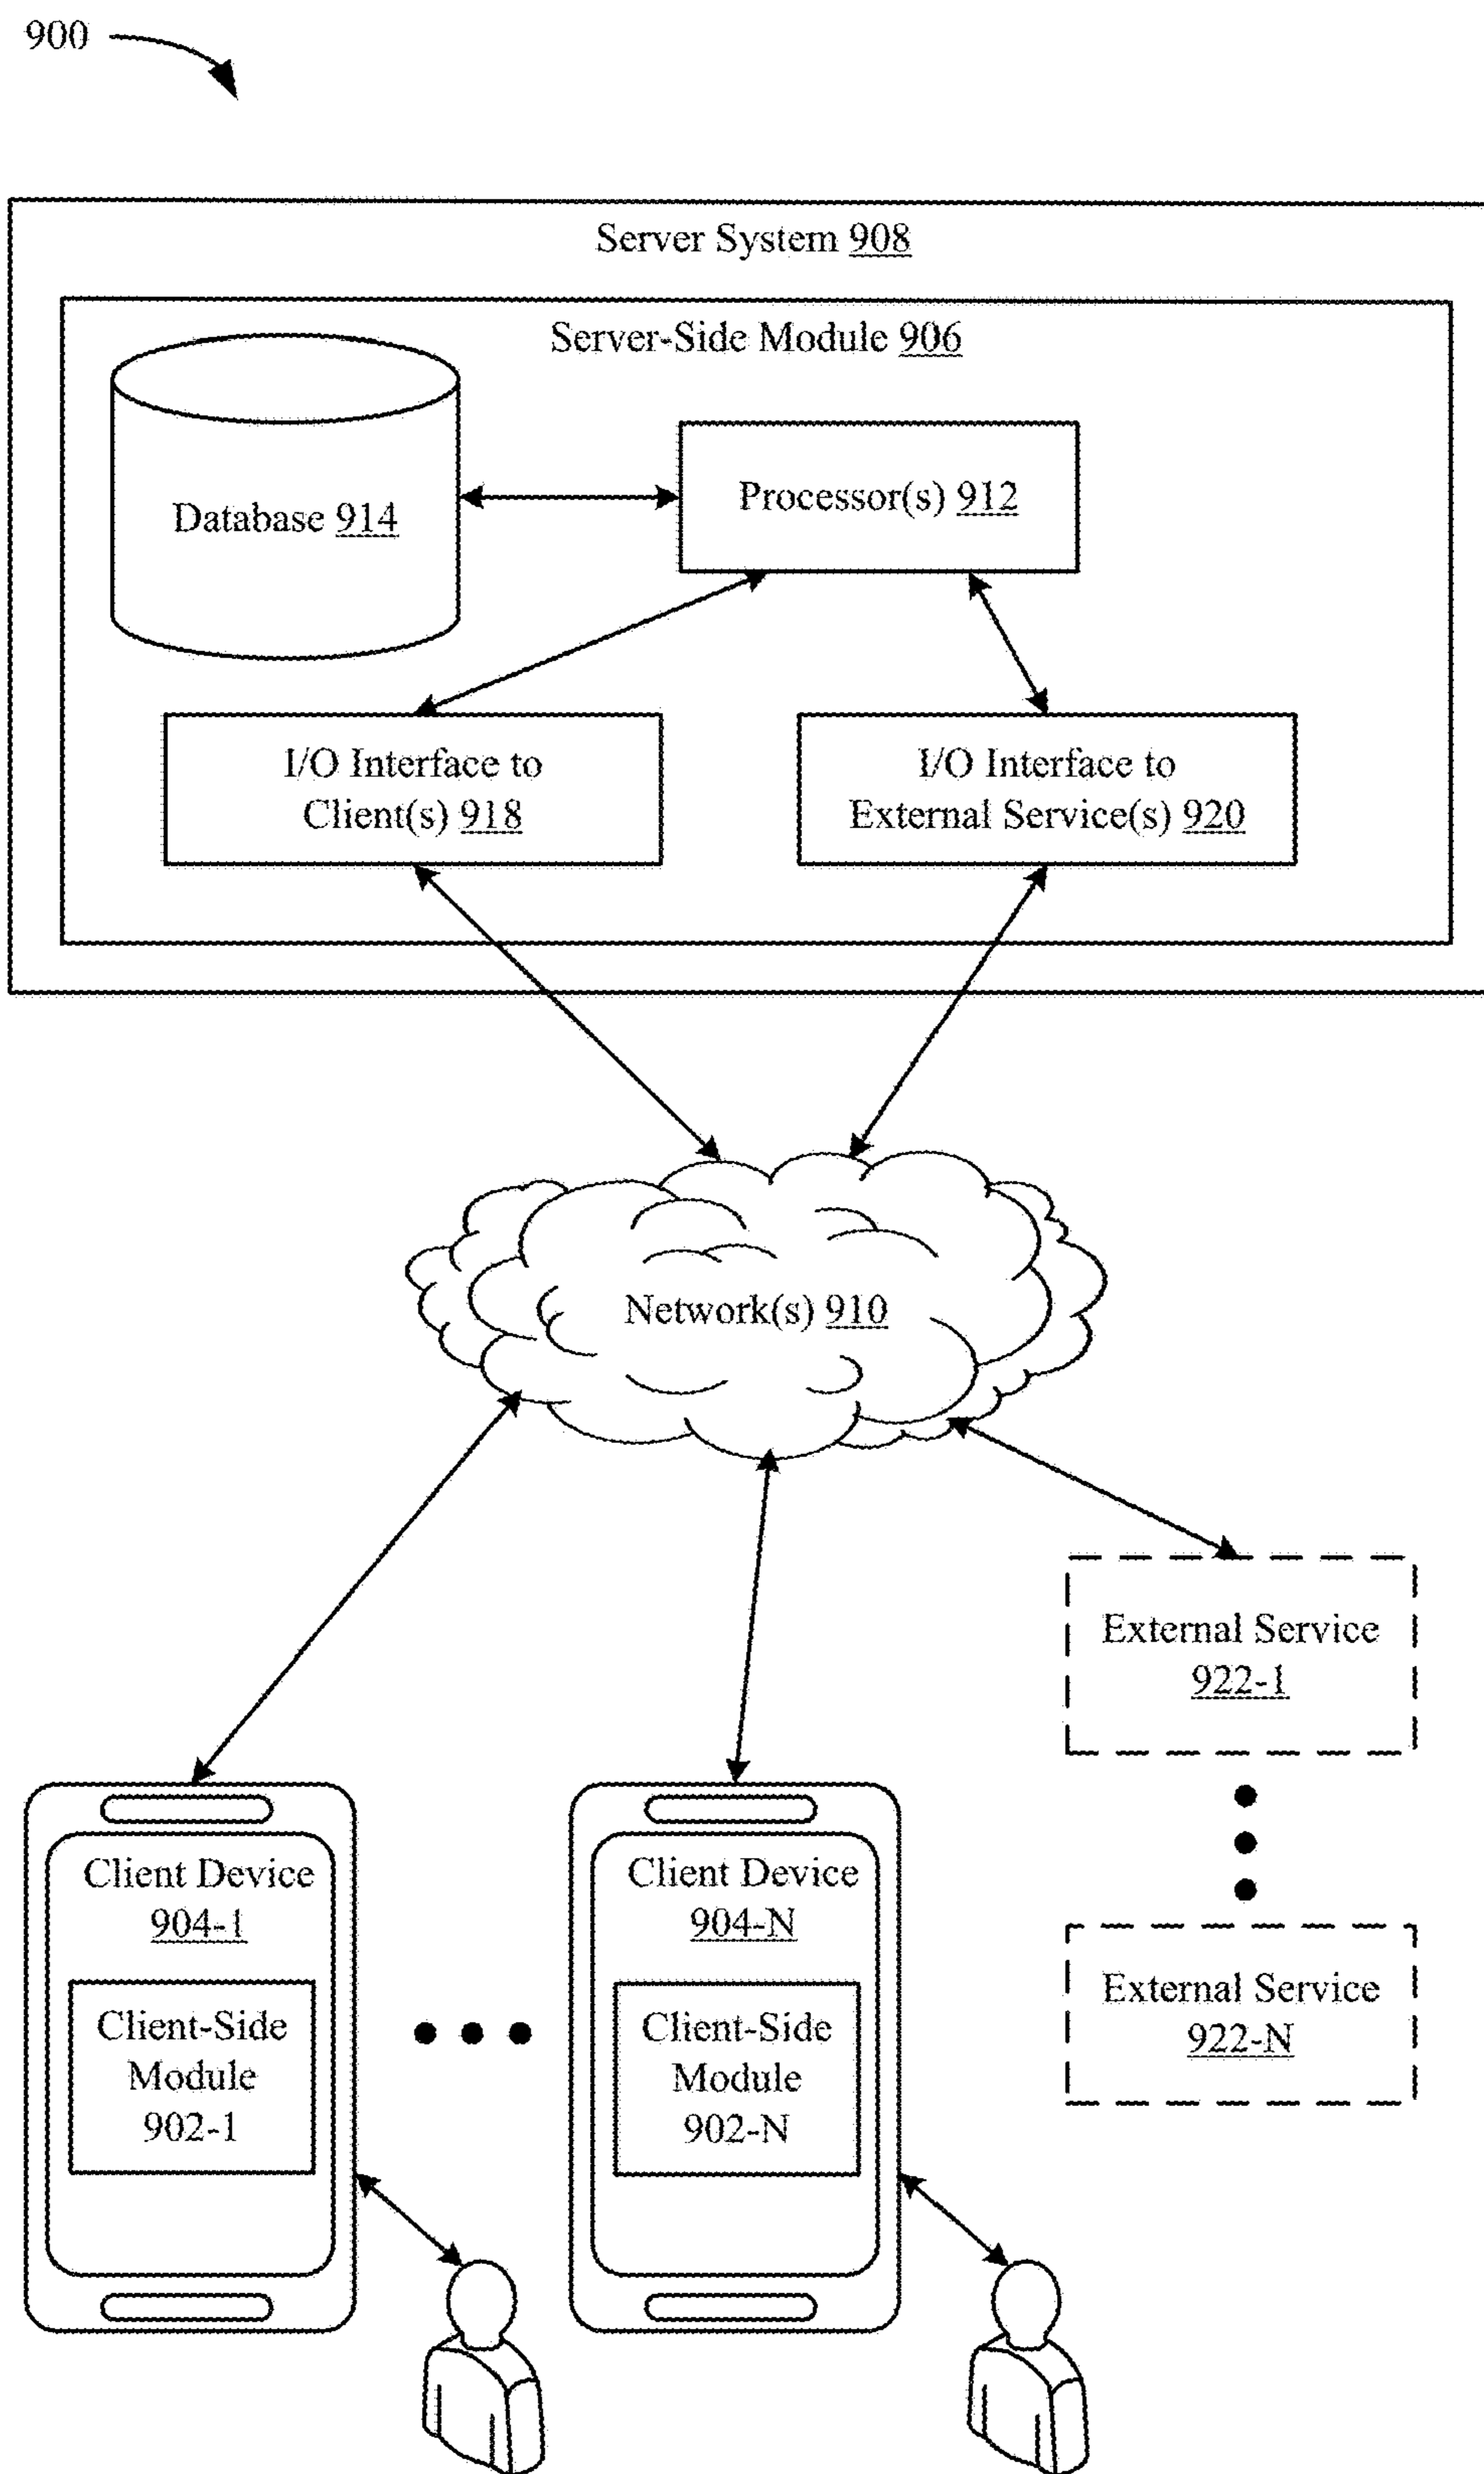 900
Server System 908
Server-Side Module 906
Database 914
Processor(s) 912
I/O Interface to
Client(s) 918
I/O Interface to
External Service(s) 920
Network(s) 910
External Service
922-1
External Service
922-N
Client Device
904-1
Client-Side
Module
902-1
Client Device
904-N
Client-Side
Module
902-N